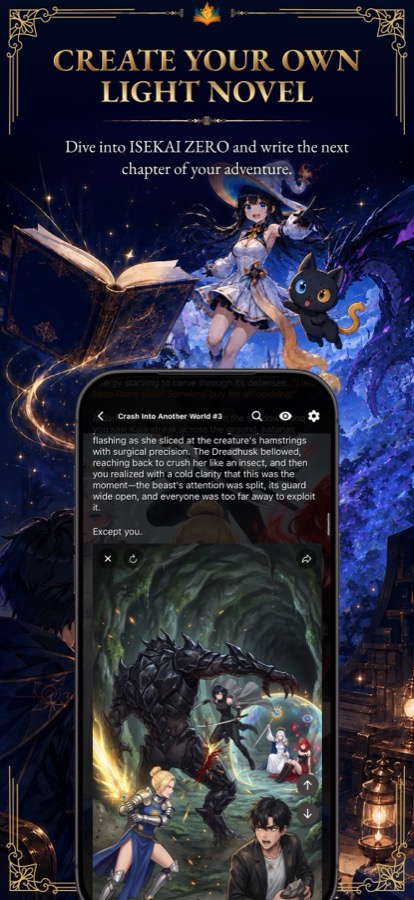 CREATE YOUR OWN
LIGHT NOVEL
Dive into ISEKAI ZERO and write the next
chapter of your adventure.
Crash Into Another World #3
flashing as she sliced at the creature's hamstrings
with surgical precision. The Dreadhusk bellowed,
reaching back to crush her like an insect, and then
you realized with a cold clarity that this was the
moment—the beast's attention was split, its guard
wide open, and everyone was too far away to exploit
it.
Except you.